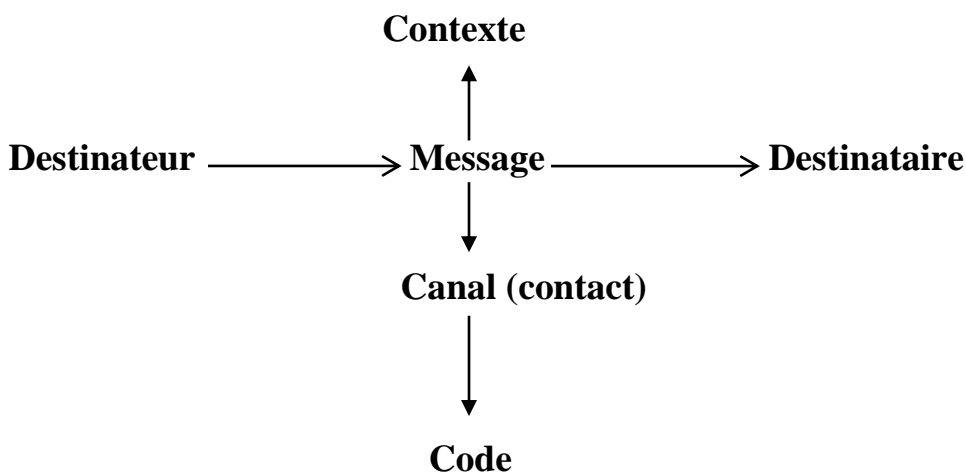 Contexte
Destinateur Message Destinataire
Canal (contact)
Code